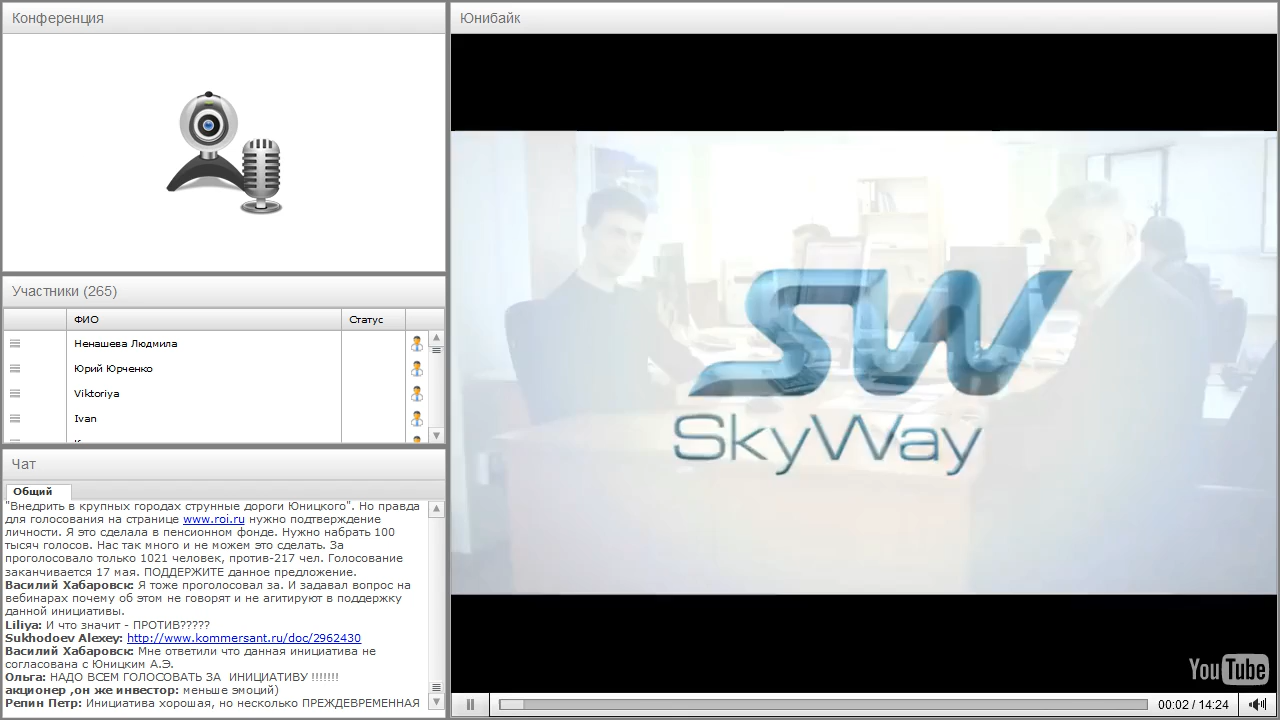 Конференция
Участники (265)
ФИО
Статус
Ненашева Людмила
Юрий Юрченко
Viktoriya
Ivan
Чат
Общий
"Внедрить в крупных городах струнные дороги Юницкого". Но правда
для голосования на странице www.roi.ru нужно подтверждение
личности. Я это сделала в пенсионном фонде. Нужно набрать 100
тысяч голосов. Нас так много и не можем это сделать. За
проголосовало только 1021 человек, против-217 чел. Голосование
заканчивается 17 мая. ПОДДЕРЖИТЕ данное предложение.
Василий Хабаровск: Я тоже проголосовал за. И задавал вопрос на
вебинарах почему об этом не говорят и не агитируют в поддержку
данной инициативы.
Liliya: И что значит - ПРОТИВ?????
Sukhodoev Alexey: http://www.kommersant.ru/doc/2962430
Василий Хабаровск: Мне ответили что данная инициатива не
согласована с Юницким А.Э.
Ольга: НАДО ВСЕМ ГОЛОСОВАТЬ ЗА ИНИЦИАТИВУ !!!!!!!
акционер ,он же инвестор: меньше эмоций)
Репин Петр: Инициатива хорошая, но несколько ПРЕЖДЕВРЕМЕННАЯ
Юнибайк
SW
SkyWay
YouTube
00:02 / 14:24